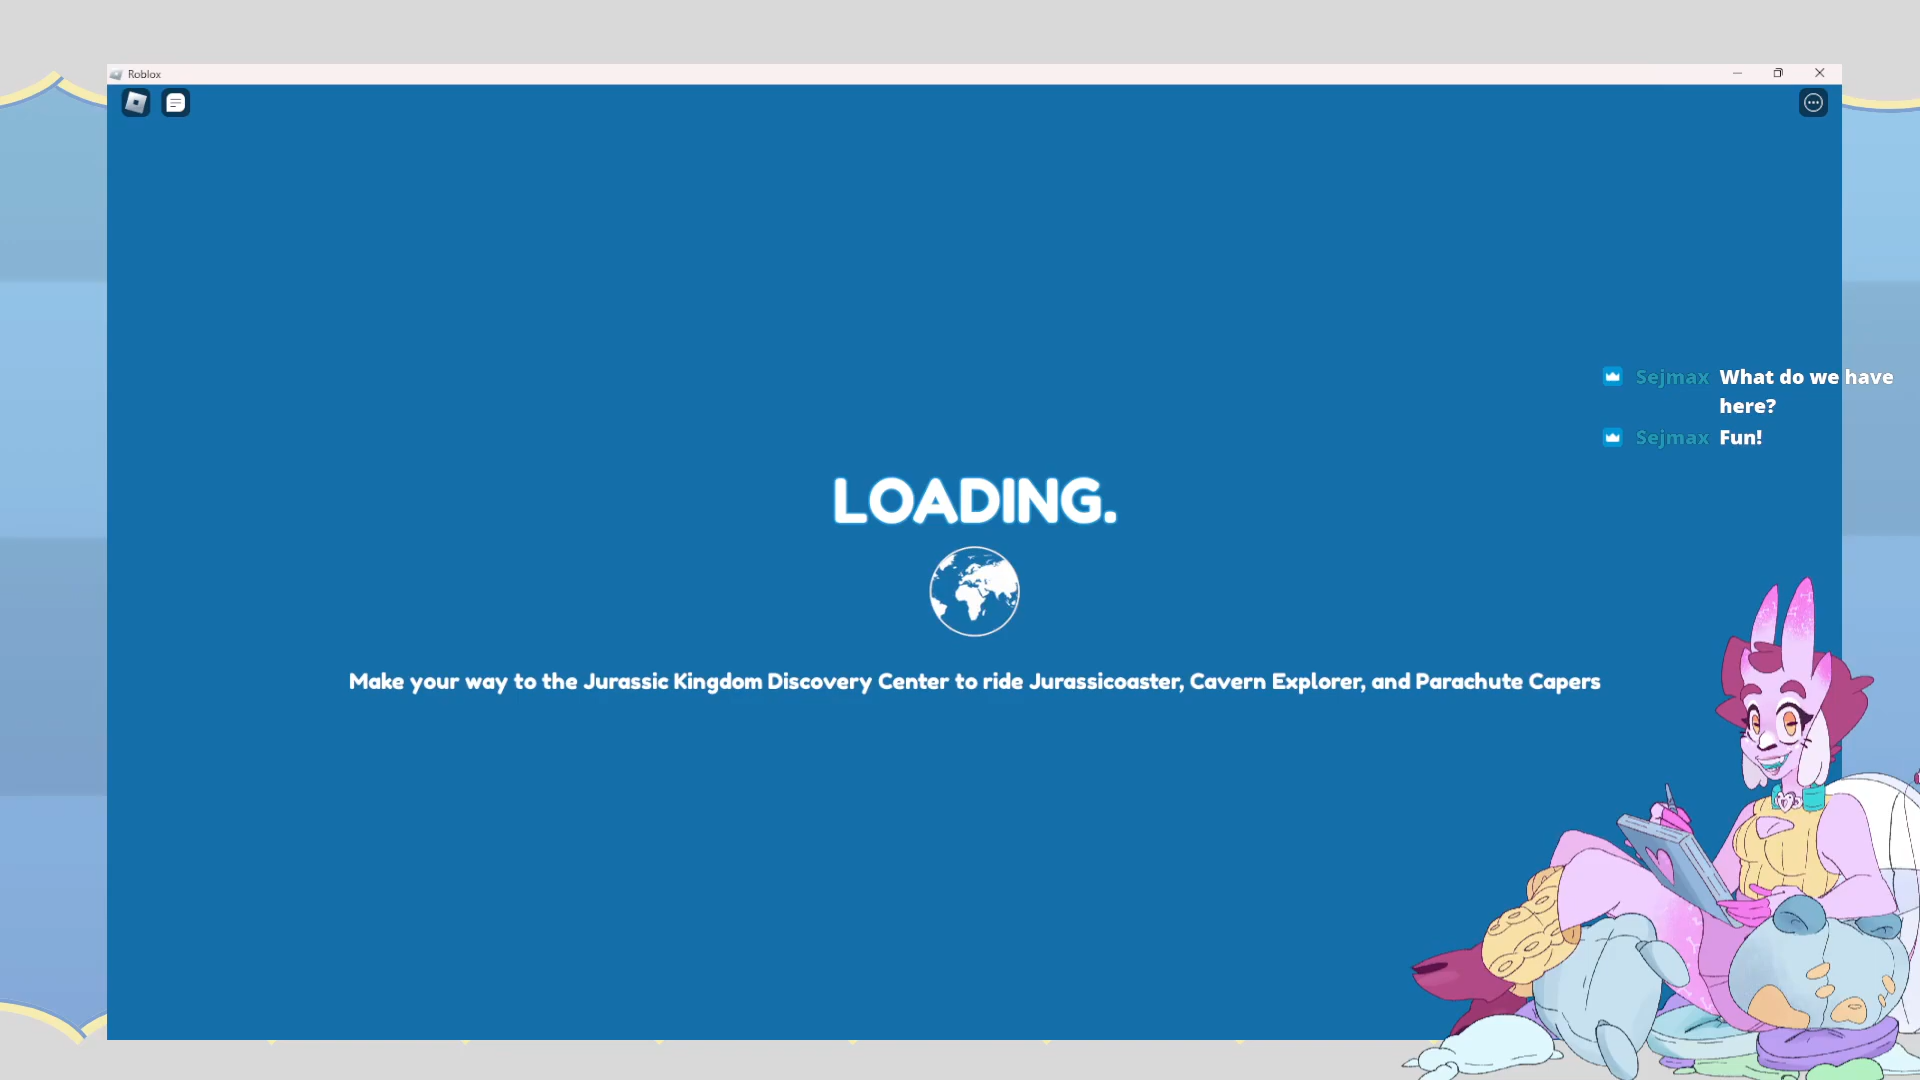 Roblox
Sejmax What do we have
here?
Sejmax Fun!
LOADING.
Make your way to the Jurassic Kingdom Discovery Center to ride Jurassicoaster, Cavern Explorer, and Parachute Capers